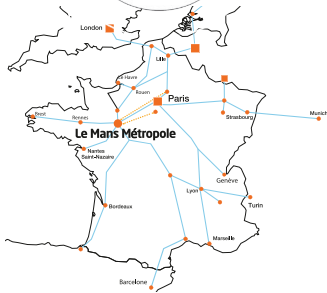 London
Lille
Le Havre
Rouen
Paris
Brest
Rennes
Strasbourg
Munich
Le Mans Métropole
Nantes
Saint-Nazaire
Genève
Lyon
Turin
Bordeaux
Marseille
Barcelone